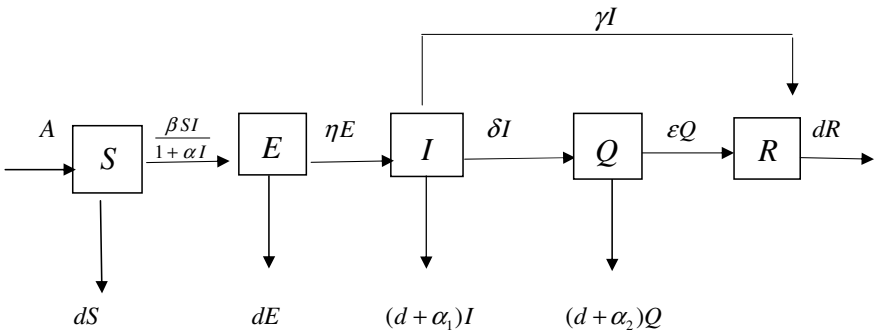 γI
A
S
βSI
1 + αI
E
ηE
I
δI
Q
εQ
R
dR
dS
dE
(d + α₁)I
(d + α₂)Q